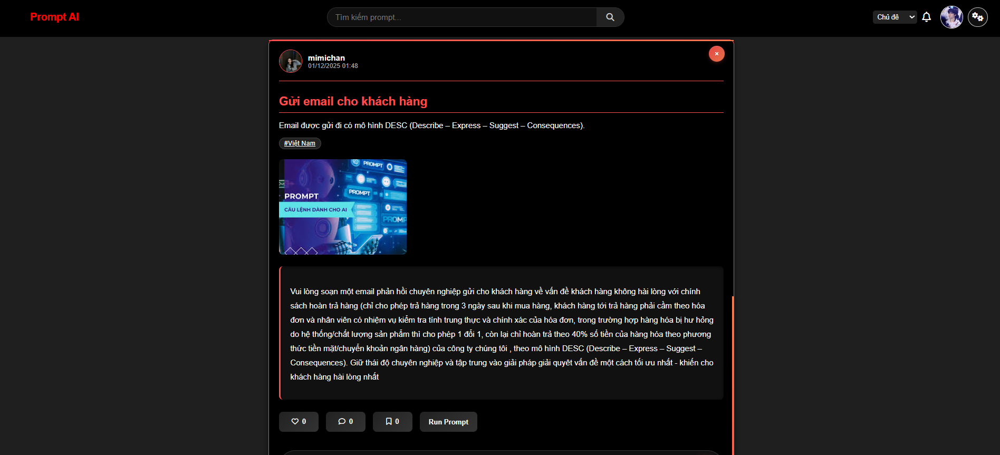 Prompt AI
Tìm kiếm prompt...
Chủ đề
mimichan
01/12/2025 01:48
×
Gửi email cho khách hàng
Email được gửi đi có mô hình DESC (Describe – Express – Suggest – Consequences).
#Việt Nam
PROMPT
PROMPT
PROMPT
CÂU LỆNH DÀNH CHO AI
PROMP
Vui lòng soạn một email phản hồi chuyên nghiệp gửi cho khách hàng về vấn đề khách hàng không hài lòng với chính
sách hoàn trả hàng (chỉ cho phép trả hàng trong 3 ngày sau khi mua hàng, khách hàng tới trả hàng phải cầm theo hóa
đơn và nhân viên có nhiệm vụ kiểm tra tính trung thực và chính xác của hóa đơn, trong trường hợp hàng hóa bị hư hỏng
do hệ thống/chất lượng sản phẩm thì cho phép 1 đổi 1, còn lại chỉ hoàn trả theo 40% số tiền của hàng hóa theo phương
thức tiền mặt/chuyển khoản ngân hàng) của công ty chúng tôi , theo mô hình DESC (Describe – Express – Suggest –
Consequences). Giữ thái độ chuyên nghiệp và tập trung vào giải pháp giải quyết vấn đề một cách tối ưu nhất - khiến cho
khách hàng hài lòng nhất
0
0
0
Run Prompt